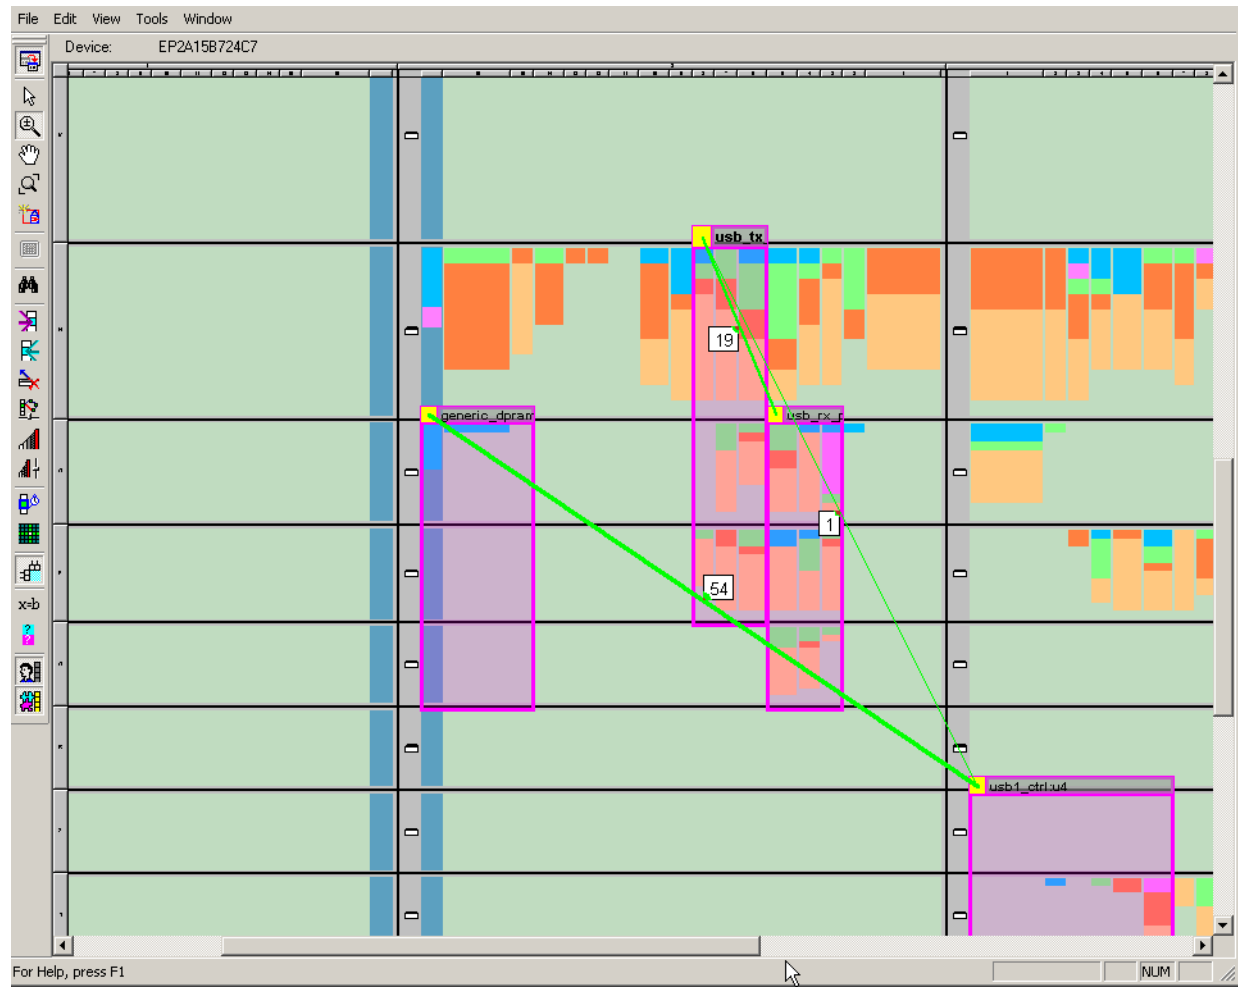 File Edit View Tools Window
Device: EP2A15B724C7
usb_tx
19
generic_dpram
usb_rx_r
1
54
usb1_ctrl:u4
x=b
For Help, press F1
NUM